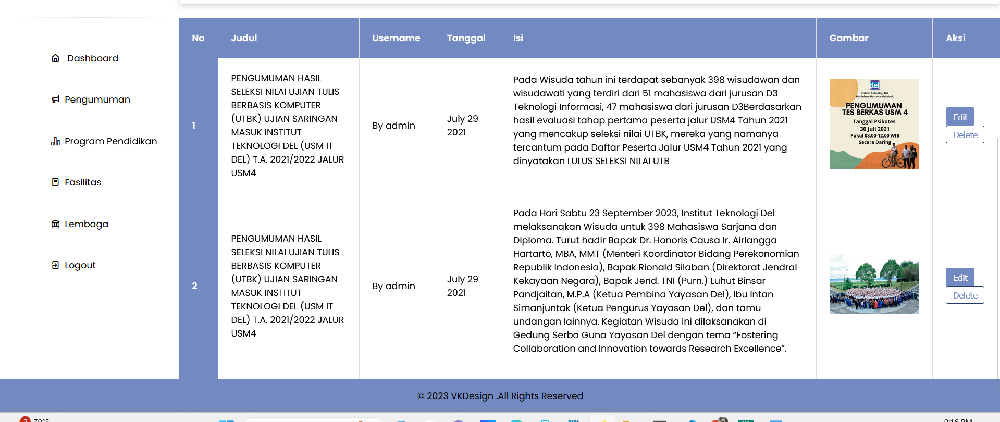 Dashboard
Pengumuman
Program Pendidikan
Fasilitas
Lembaga
Logout
No Judul Username Tanggal Isi Gambar Aksi
1
PENGUMUMAN HASIL
SELEKSI NILAI UJIAN TULIS
BERBASIS KOMPUTER
(UTBK) UJIAN SARINGAN
MASUK INSTITUT
TEKNOLOGI DEL (USM IT
DEL) T.A. 2021/2022 JALUR
USM4
By admin
July 29
2021
Pada Wisuda tahun ini terdapat sebanyak 398 wisudawan dan
wisudawati yang terdiri dari 51 mahasiswa dari jurusan D3
Teknologi Informasi, 47 mahasiswa dari jurusan D3Berdasarkan
hasil evaluasi tahap pertama peserta jalur USM4 Tahun 2021
yang mencakup seleksi nilai UTBK, mereka yang namanya
tercantum pada Daftar Peserta Jalur USM4 Tahun 2021 yang
dinyatakan LULUS SELEKSI NILAI UTB
del
Institut Teknologi Del
MarTuhan-Marroha-Marbisuk
PENGUMUMAN
TES BERKAS USM 4
Tanggal Psikotes
30 Juli 2021
Pukul 08.00-12.00 WIB
Secara Daring
Edit
Delete
2
PENGUMUMAN HASIL
SELEKSI NILAI UJIAN TULIS
BERBASIS KOMPUTER
(UTBK) UJIAN SARINGAN
MASUK INSTITUT
TEKNOLOGI DEL (USM IT
DEL) T.A. 2021/2022 JALUR
USM4
By admin
July 29
2021
Pada Hari Sabtu 23 September 2023, Institut Teknologi Del
melaksanakan Wisuda untuk 398 Mahasiswa Sarjana dan
Diploma. Turut hadir Bapak Dr. Honoris Causa Ir. Airlangga
Hartarto, MBA, MMT (Menteri Koordinator Bidang Perekonomian
Republik Indonesia), Bapak Rionald Silaban (Direktorat Jendral
Kekayaan Negara), Bapak Jend. TNI (Purn.) Luhut Binsar
Pandjaitan, M.P.A (Ketua Pembina Yayasan Del), Ibu Intan
Simanjuntak (Ketua Pengurus Yayasan Del), dan tamu
undangan lainnya. Kegiatan Wisuda ini dilaksanakan di
Gedung Serba Guna Yayasan Del dengan tema “Fostering
Collaboration and Innovation towards Research Excellence”.
Edit
Delete
© 2023 VKDesign .All Rights Reserved
1